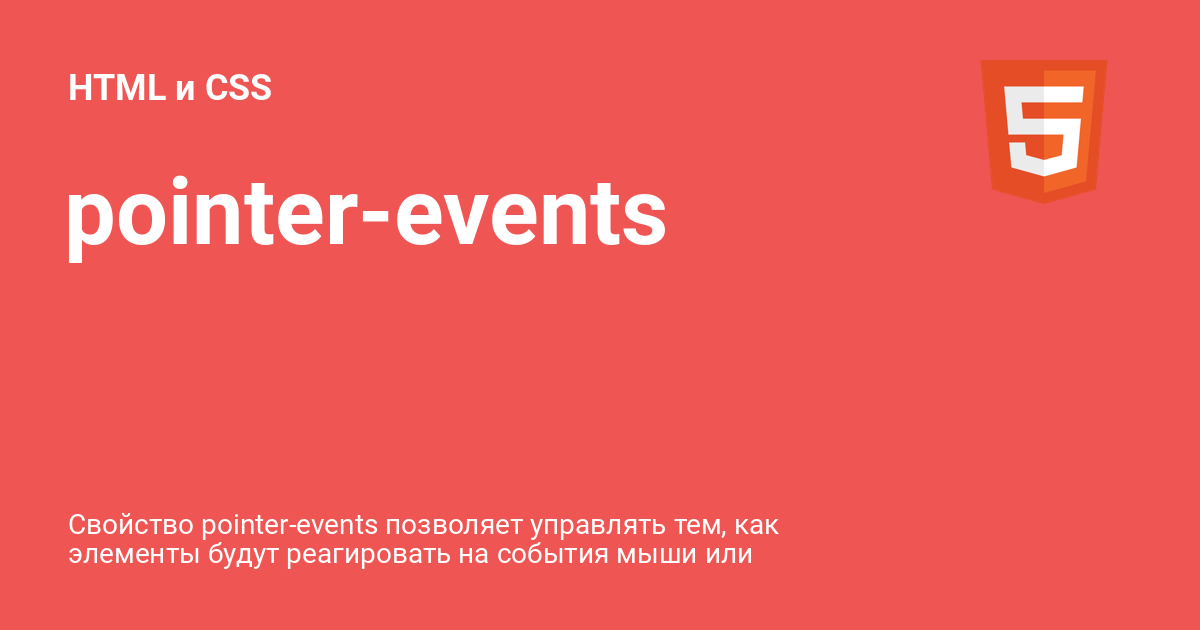 HTML и CSS
pointer-events
Свойство pointer-events позволяет управлять тем, как
элементы будут реагировать на события мыши или